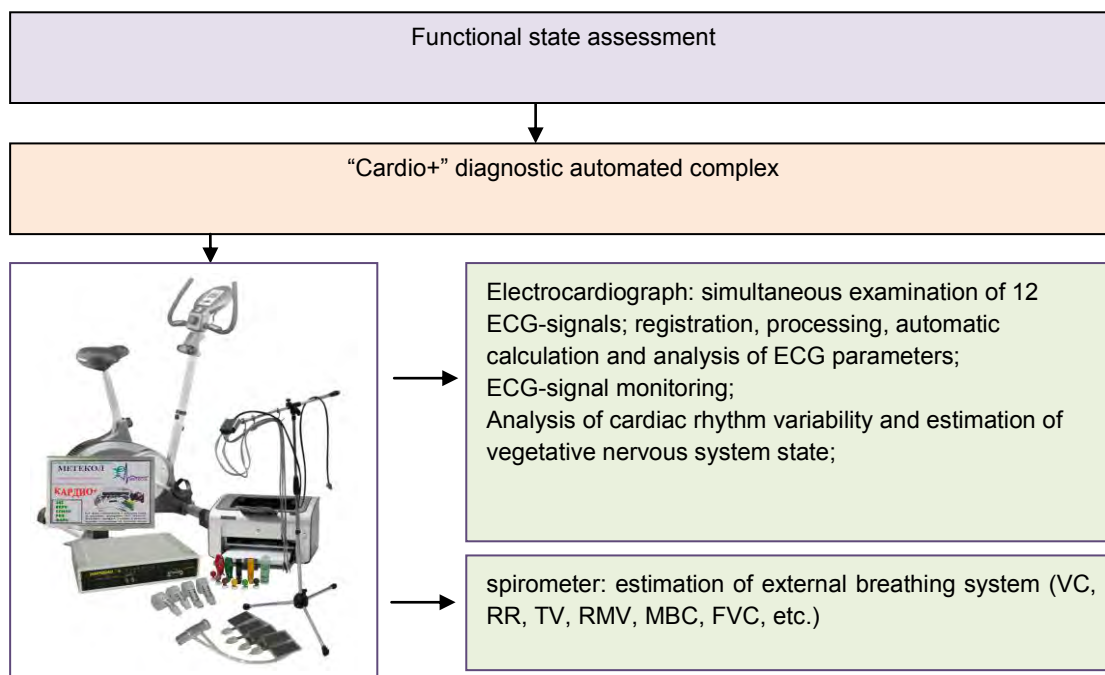 Functional state assessment
“Cardio+” diagnostic automated complex
Electrocardiograph: simultaneous examination of 12
ECG-signals; registration, processing, automatic
calculation and analysis of ECG parameters;
ECG-signal monitoring;
Analysis of cardiac rhythm variability and estimation of
vegetative nervous system state;
МЕТЕКОЛ
КАРДИО+
spirometer: estimation of external breathing system (VC,
RR, TV, RMV, MBC, FVC, etc.)